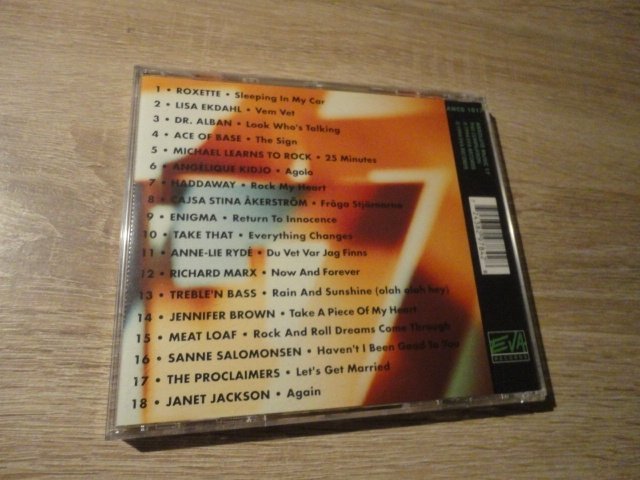 1 • ROXETTE • Sleeping In My Car
2 • LISA EKDAHL • Vem Vet
3 • DR. ALBAN • Look Who's Talking
4 • ACE OF BASE • The Sign
5 • MICHAEL LEARNS TO ROCK • 25 Minutes
6 • ANGÉLIQUE KIDJO • Agolo
7 • HADDAWAY • Rock My Heart
8 • CAJSA STINA ÅKERSTRÖM • Fråga Stjärnorna
9 • ENIGMA • Return To Innocence
10 • TAKE THAT • Everything Changes
11 • ANNE-LIE RYDÉ • Du Vet Var Jag Finns
12 • RICHARD MARX • Now And Forever
13 • TREBLE'N BASS • Rain And Sunshine (olah olah hey)
14 • JENNIFER BROWN • Take A Piece Of My Heart
15 • MEAT LOAF • Rock And Roll Dreams Come Through
16 • SANNE SALOMONSEN • Haven't I Been Good To You
17 • THE PROCLAIMERS • Let's Get Married
18 • JANET JACKSON • Again
EVA
RECORDS